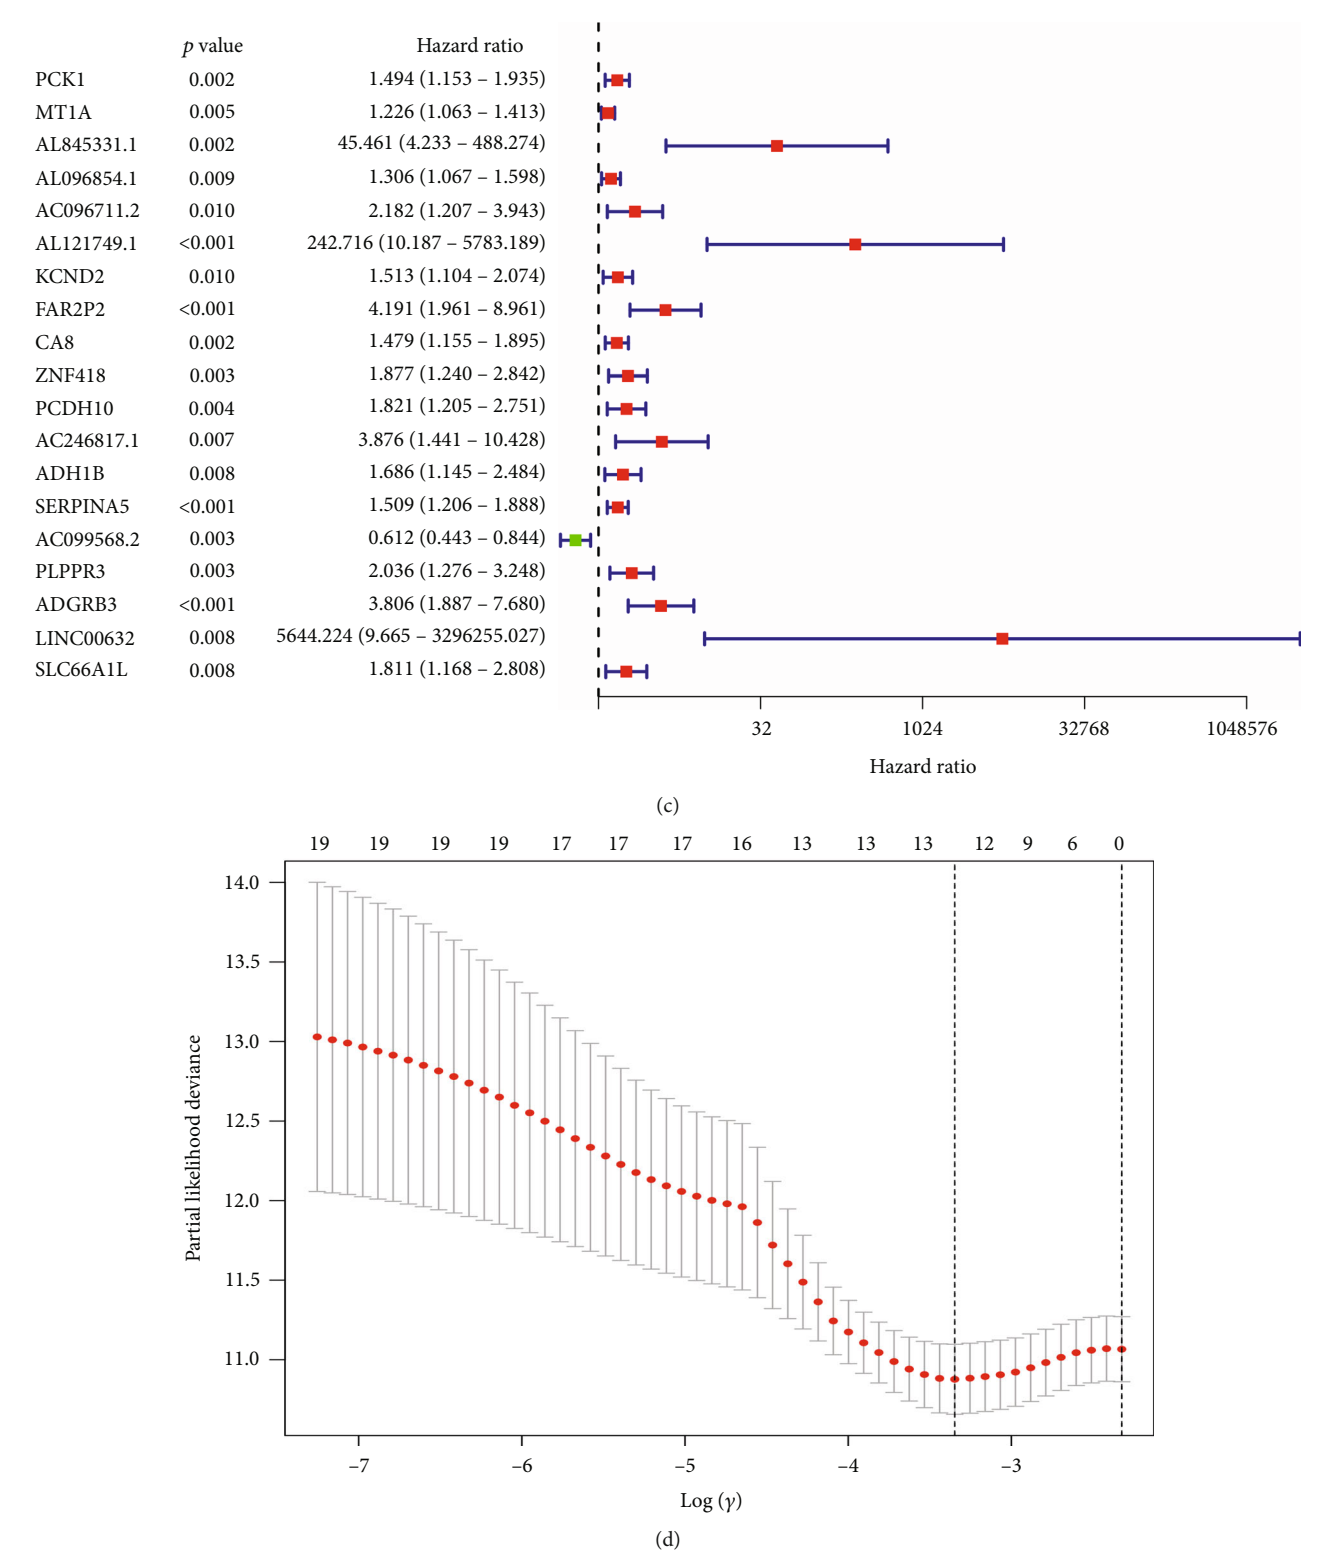 p value Hazard ratio
PCK1 0.002 1.494 (1.153 – 1.935)
MT1A 0.005 1.226 (1.063 – 1.413)
AL845331.1 0.002 45.461 (4.233 – 488.274)
AL096854.1 0.009 1.306 (1.067 – 1.598)
AC096711.2 0.010 2.182 (1.207 – 3.943)
AL121749.1 <0.001 242.716 (10.187 – 5783.189)
KCND2 0.010 1.513 (1.104 – 2.074)
FAR2P2 <0.001 4.191 (1.961 – 8.961)
CA8 0.002 1.479 (1.155 – 1.895)
ZNF418 0.003 1.877 (1.240 – 2.842)
PCDH10 0.004 1.821 (1.205 – 2.751)
AC246817.1 0.007 3.876 (1.441 – 10.428)
ADH1B 0.008 1.686 (1.145 – 2.484)
SERPINA5 <0.001 1.509 (1.206 – 1.888)
AC099568.2 0.003 0.612 (0.443 – 0.844)
PLPPR3 0.003 2.036 (1.276 – 3.248)
ADGRB3 <0.001 3.806 (1.887 – 7.680)
LINC00632 0.008 5644.224 (9.665 – 3296255.027)
SLC66A1L 0.008 1.811 (1.168 – 2.808)
32 1024 32768 1048576
Hazard ratio
(c)
19 19 19 19 17 17 17 16 13 13 13 12 9 6 0
14.0
13.5
13.0
12.5
12.0
11.5
11.0
Partial likelihood deviance
–7 –6 –5 –4 –3
Log (γ)
(d)